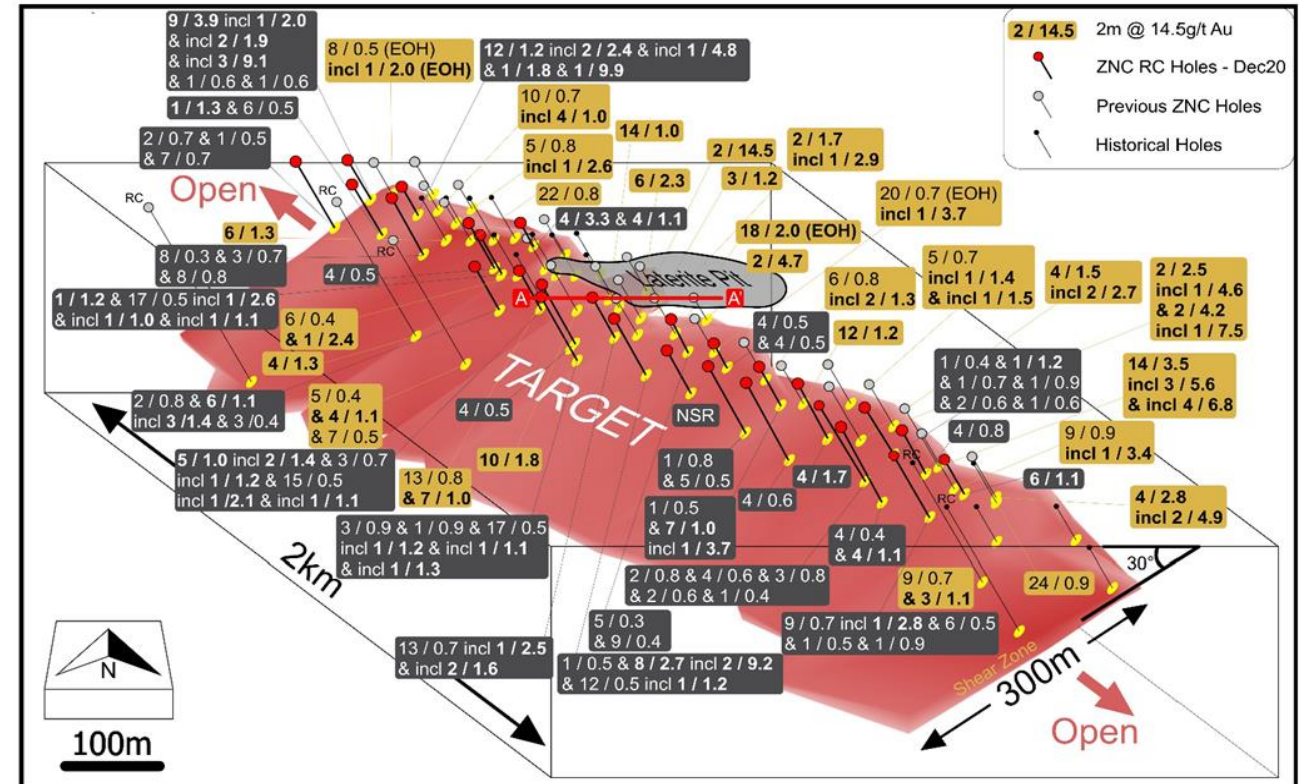 9 / 3.9 incl 1 / 2.0
& incl 2 / 1.9
& incl 3 / 9.1
& 1 / 0.6 & 1 / 0.6
8 / 0.5 (EOH)
incl 1 / 2.0 (EOH)
12 / 1.2 incl 2 / 2.4 & incl 1 / 4.8
& 1 / 1.8 & 1 / 9.9
2 / 14.5
2m @ 14.5g/t Au
ZNC RC Holes - Dec20
Previous ZNC Holes
Historical Holes
1 / 1.3 & 6 / 0.5
10 / 0.7
incl 4 / 1.0
14 / 1.0
2 / 0.7 & 1 / 0.5
& 7 / 0.7
5 / 0.8
incl 1 / 2.6
2 / 14.5
2 / 1.7
incl 1 / 2.9
Open
RC
RC
22 / 0.8
6 / 2.3
3 / 1.2
20 / 0.7 (EOH)
incl 1 / 3.7
4 / 3.3 & 4 / 1.1
6 / 1.3
18 / 2.0 (EOH)
RC
8 / 0.3 & 3 / 0.7
& 8 / 0.8
4 / 0.5
2 / 4.7
Laterite Pit
5 / 0.7
incl 1 / 1.4
& incl 1 / 1.5
4 / 1.5
incl 2 / 2.7
2 / 2.5
incl 1 / 4.6
& 2 / 4.2
incl 1 / 7.5
6 / 0.8
incl 2 / 1.3
1 / 1.2 & 17 / 0.5 incl 1 / 2.6
& incl 1 / 1.0 & incl 1 / 1.1
A
A'
6 / 0.4
& 1 / 2.4
4 / 0.5
& 4 / 0.5
12 / 1.2
4 / 1.3
TARGET
1 / 0.4 & 1 / 1.2
& 1 / 0.7 & 1 / 0.9
& 2 / 0.6 & 1 / 0.6
14 / 3.5
incl 3 / 5.6
& incl 4 / 6.8
2 / 0.8 & 6 / 1.1
incl 3 /1.4 & 3 /0.4
5 / 0.4
& 4 / 1.1
& 7 / 0.5
4 / 0.5
NSR
4 / 0.8
9 / 0.9
incl 1 / 3.4
RC
5 / 1.0 incl 2 / 1.4 & 3 / 0.7
incl 1 / 1.2 & 15 / 0.5
incl 1 /2.1 & incl 1 / 1.1
13 / 0.8
& 7 / 1.0
10 / 1.8
1 / 0.8
& 5 / 0.5
4 / 1.7
6 / 1.1
4 / 0.6
RC
4 / 2.8
incl 2 / 4.9
3 / 0.9 & 1 / 0.9 & 17 / 0.5
incl 1 / 1.2 & incl 1 / 1.1
& incl 1 / 1.3
1 / 0.5
& 7 / 1.0
incl 1 / 3.7
4 / 0.4
& 4 / 1.1
30°
2km
2 / 0.8 & 4 / 0.6 & 3 / 0.8
& 2 / 0.6 & 1 / 0.4
9 / 0.7
& 3 / 1.1
24 / 0.9
5 / 0.3
& 9 / 0.4
9 / 0.7 incl 1 / 2.8 & 6 / 0.5
& 1 / 0.5 & 1 / 0.9
13 / 0.7 incl 1 / 2.5
& incl 2 / 1.6
1 / 0.5 & 8 / 2.7 incl 2 / 9.2
& 12 / 0.5 incl 1 / 1.2
Shear Zone
300m
Open
N
100m